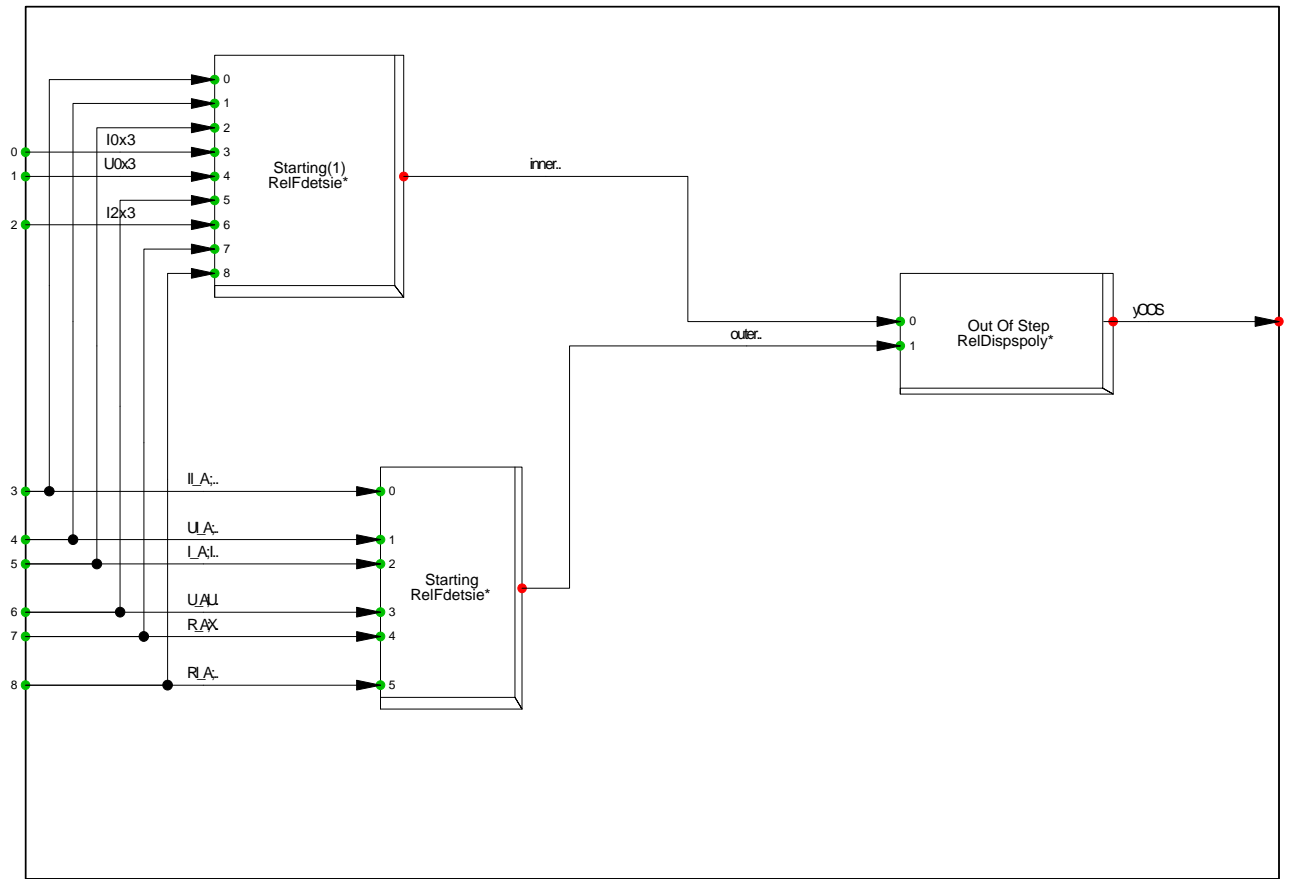 0
1
2
I0x3
3
0
U0x3
4
1
5
I2x3
6
2
7
8
Starting(1)
RelFdetsie*
inner..
outer..
0
1
Out Of Step
RelDispspoly*
yOOS
3
II_A;..
0
4
UI_A;..
1
5
I_A;I..
2
6
U_A;U..
3
7
R_A;X..
4
8
RI_A;..
5
Starting
RelFdetsie*